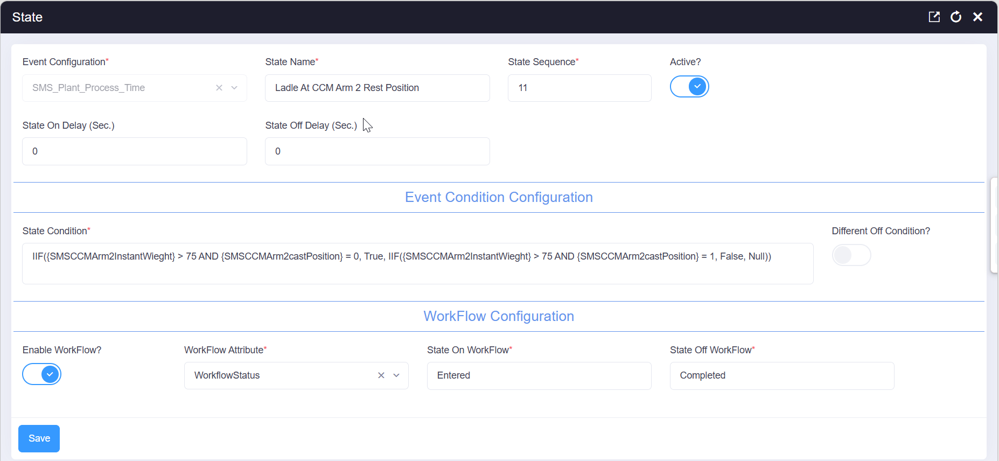 State
Event Configuration* State Name* State Sequence* Active?
SMS_Plant_Process_Time Ladle At CCM Arm 2 Rest Position 11
State On Delay (Sec.) State Off Delay (Sec.)
0 0
Event Condition Configuration
State Condition* Different Off Condition?
IIF({SMSCCMArm2InstantWieght} > 75 AND {SMSCCMArm2castPosition} = 0, True, IIF({SMSCCMArm2InstantWieght} > 75 AND {SMSCCMArm2castPosition} = 1, False, Null))
WorkFlow Configuration
Enable WorkFlow? WorkFlow Attribute* State On WorkFlow* State Off WorkFlow*
WorkflowStatus Entered Completed
Save